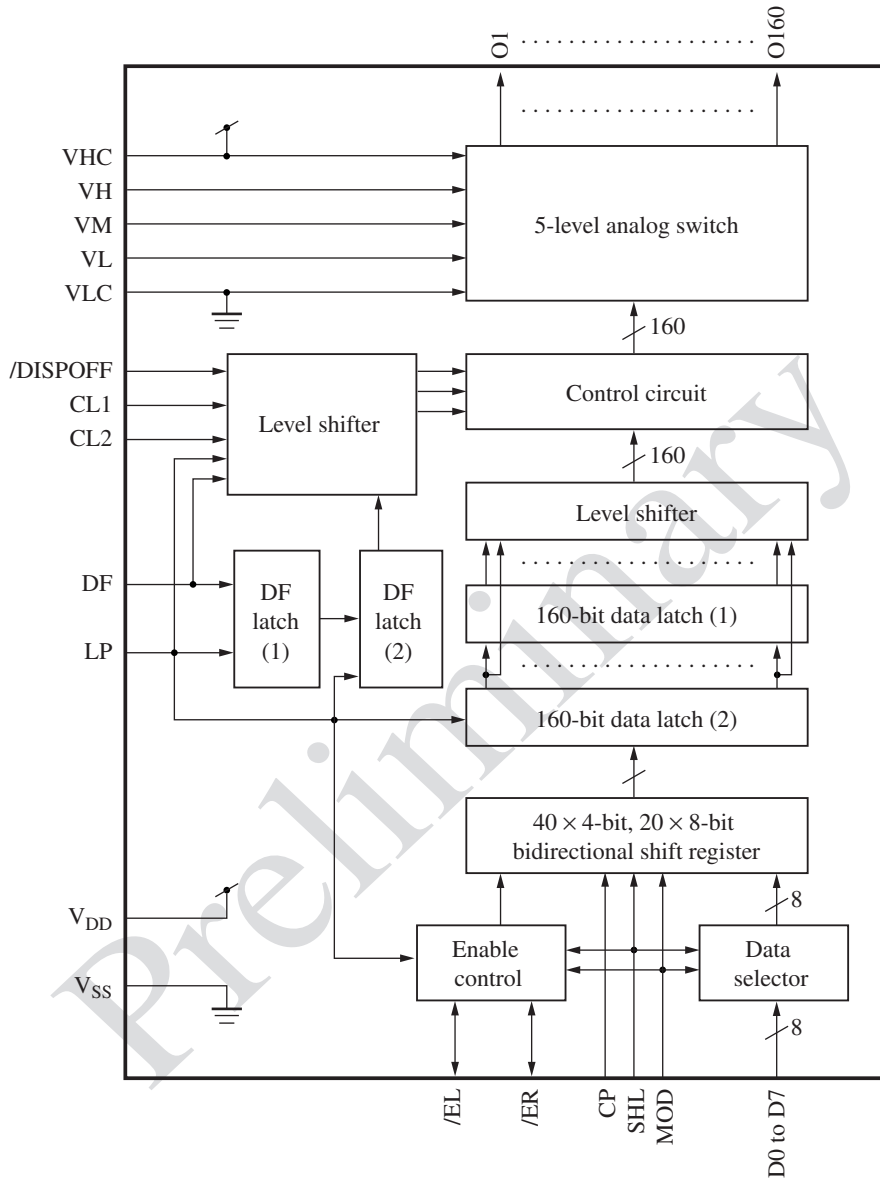 O1
O160
VHC
VH
VM
VL
VLC
5-level analog switch
160
/DISPOFF
CL1
CL2
Level shifter
Control circuit
160
Level shifter
DF
LP
DF
latch
(1)
DF
latch
(2)
160-bit data latch (1)
160-bit data latch (2)
40 × 4-bit, 20 × 8-bit
bidirectional shift register
8
VDD
VSS
Enable
control
Data
selector
8
/EL
/ER
CP
SHL
MOD
D0 to D7
Preliminary